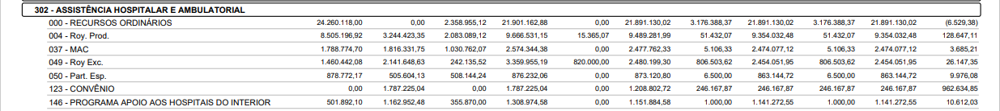 302 - ASSISTÊNCIA HOSPITALAR E AMBULATORIAL
000 - RECURSOS ORDINÁRIOS 24.260.118,00 0,00 2.358.955,12 21.901.162,88 0,00 21.891.130,02 3.176.388,37 21.891.130,02 3.176.388,37 21.891.130,02 (6.529,38)
004 - Roy. Prod. 8.505.196,92 3.244.423,35 2.083.089,12 9.666.531,15 15.365,07 9.489.281,99 51.432,07 9.354.032,48 51.432,07 9.354.032,48 128.647,11
037 - MAC 1.788.774,70 1.816.331,75 1.030.762,07 2.574.344,38 0,00 2.477.762,33 5.106,33 2.474.077,12 5.106,33 2.474.077,12 3.685,21
049 - Roy Exc. 1.460.442,08 2.141.648,63 242.135,52 3.359.955,19 820.000,00 2.480.199,30 806.503,62 2.454.051,95 806.503,62 2.454.051,95 26.147,35
050 - Part. Esp. 878.772,17 505.604,13 508.144,24 876.232,06 0,00 873.120,80 6.500,00 863.144,72 6.500,00 863.144,72 9.976,08
123 - CONVÊNIO 0,00 1.787.225,04 0,00 1.787.225,04 0,00 1.208.802,72 246.167,87 246.167,87 246.167,87 246.167,87 962.634,85
146 - PROGRAMA APOIO AOS HOSPITAIS DO INTERIOR 501.892,10 1.162.952,48 355.870,00 1.308.974,58 0,00 1.151.884,58 1.000,00 1.141.272,55 1.000,00 1.141.272,55 10.612,03